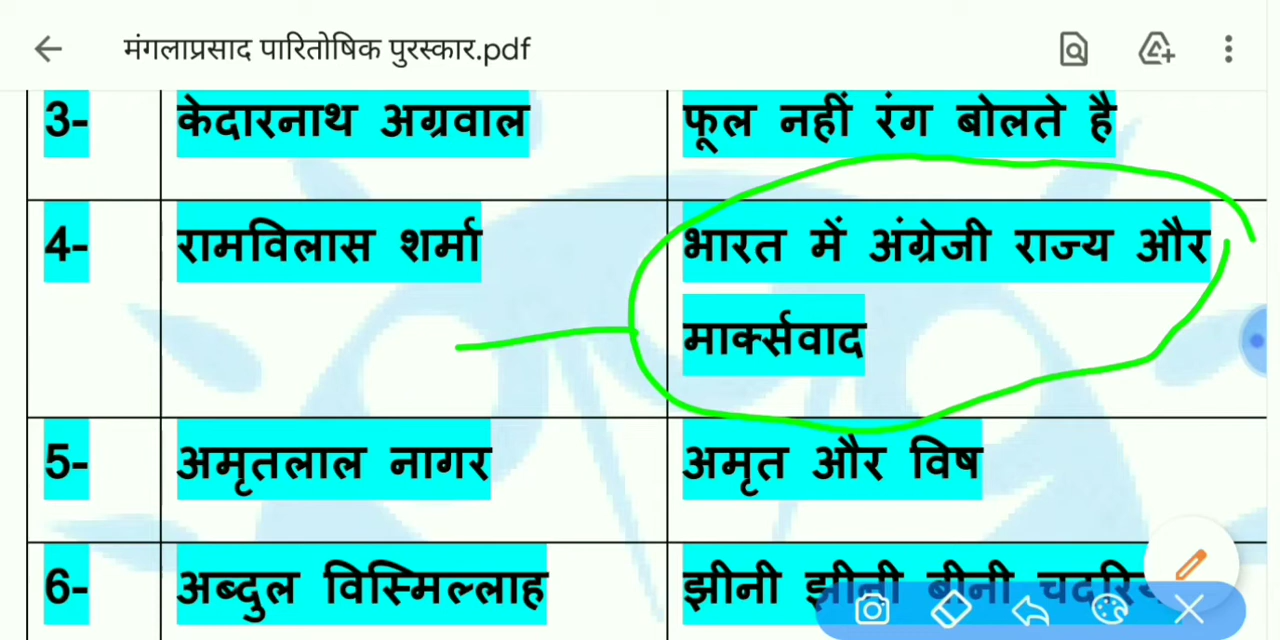 मंगलाप्रसाद पारितोषिक पुरस्कार.pdf
3- केदारनाथ अग्रवाल फूल नहीं रंग बोलते है
4- रामविलास शर्मा भारत में अंग्रेजी राज्य और
मार्क्सवाद
5- अमृतलाल नागर अमृत और विष
6- अब्दुल विस्मिल्लाह झीनी झीनी बीनी